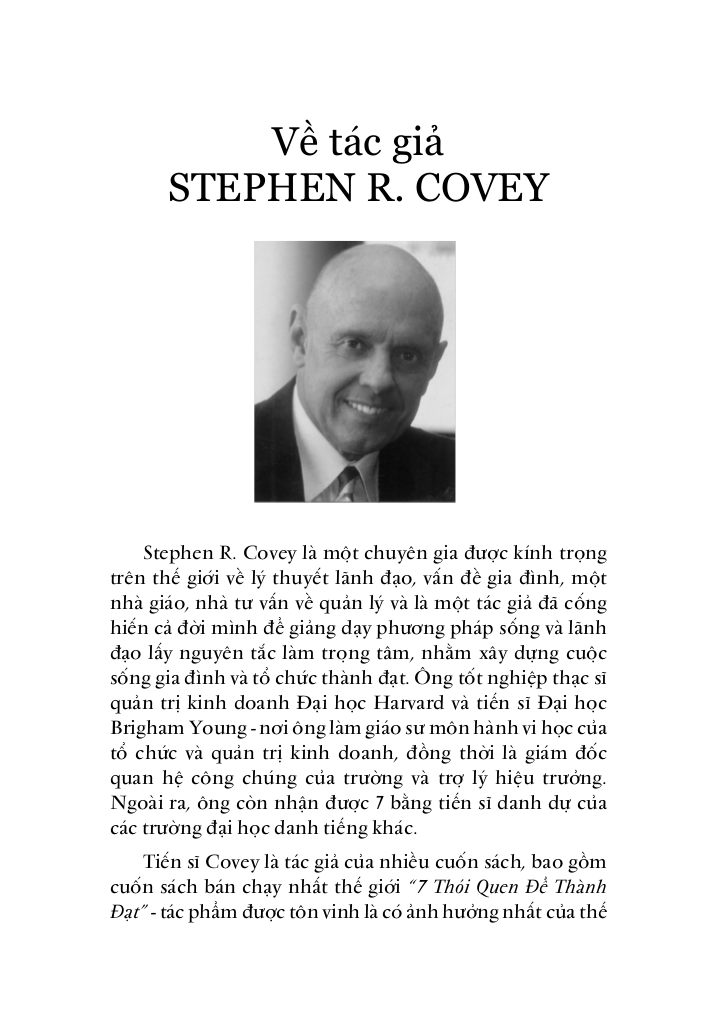 Về tác giả
STEPHEN R. COVEY
Stephen R. Covey là một chuyên gia được kính trọng
trên thế giới về lý thuyết lãnh đạo, vấn đề gia đình, một
nhà giáo, nhà tư vấn về quản lý và là một tác giả đã cống
hiến cả đời mình để giảng dạy phương pháp sống và lãnh
đạo lấy nguyên tắc làm trọng tâm, nhằm xây dựng cuộc
sống gia đình và tổ chức thành đạt. Ông tốt nghiệp thạc sĩ
quản trị kinh doanh Đại học Harvard và tiến sĩ Đại học
Brigham Young - nơi ông làm giáo sư môn hành vi học của
tổ chức và quản trị kinh doanh, đồng thời là giám đốc
quan hệ công chúng của trường và trợ lý hiệu trưởng.
Ngoài ra, ông còn nhận được 7 bằng tiến sĩ danh dự của
các trường đại học danh tiếng khác.
Tiến sĩ Covey là tác giả của nhiều cuốn sách, bao gồm
cuốn sách bán chạy nhất thế giới “7 Thói Quen Để Thành
Đạt” - tác phẩm được tôn vinh là có ảnh hưởng nhất của thế